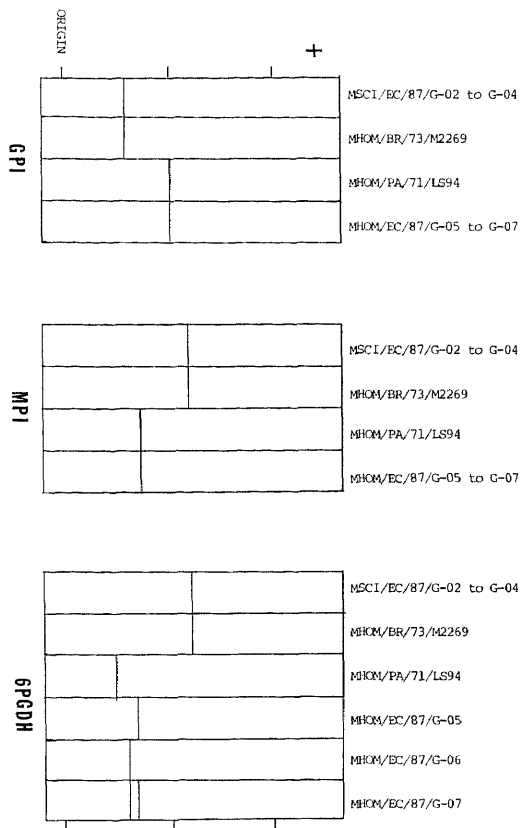 ORIGIN
+
GPI
MSCI/EC/87/G-02 to G-04
MHOM/BR/73/M2269
MHOM/PA/71/LS94
MHOM/EC/87/G-05 to G-07
MPI
MSCI/EC/87/G-02 to G-04
MHOM/BR/73/M2269
MHOM/PA/71/LS94
MHOM/EC/87/G-05 to G-07
6PGDH
MSCI/EC/87/G-02 to G-04
MHOM/BR/73/M2269
MHOM/PA/71/LS94
MHOM/EC/87/G-05
MHOM/EC/87/G-06
MHOM/EC/87/G-07